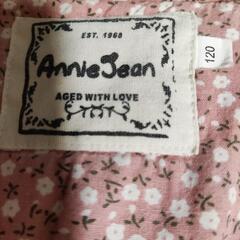 EST. 1968
AnnieJean
AGED WITH LOVE
120